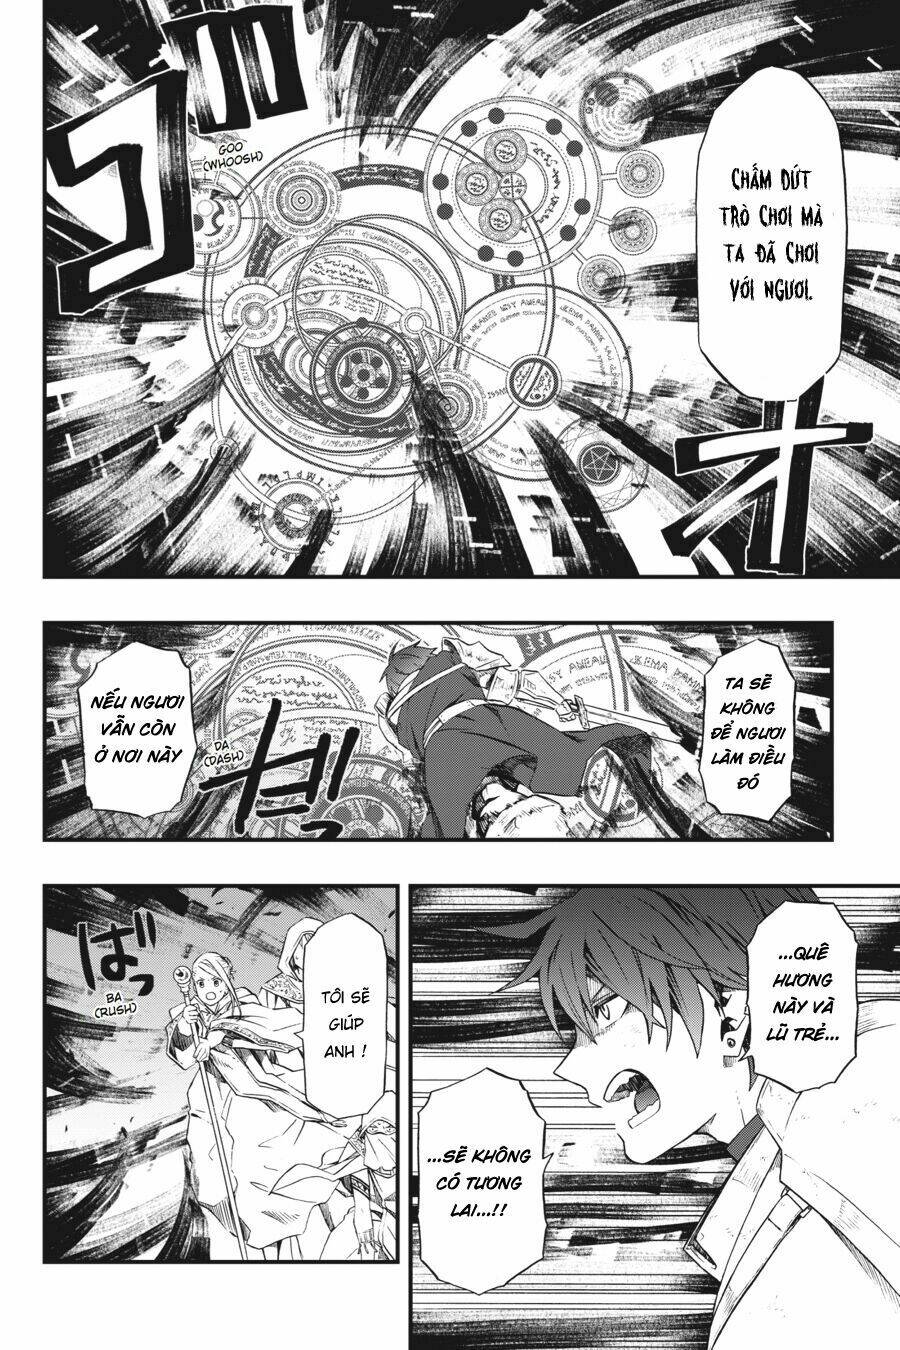 ゴゴ
GOO
(WHOOSH)
CHẤM DỨT
TRÒ CHƠI MÀ
TA ĐÃ CHƠI
VỚI NGƯƠI.
オ
TA SẼ
KHÔNG
ĐỂ NGƯƠI
LÀM ĐIỀU
ĐÓ
DA
(DASH)
NẾU NGƯƠI
VẪN CÒN
Ở NƠI NÀY
...QUÊ
HƯƠNG
NÀY VÀ
LŨ TRẺ...
...SẼ KHÔNG
CÓ TƯƠNG
LAI...!!
TÔI SẼ
GIÚP
ANH !
ばっ
BA
(RUSH)